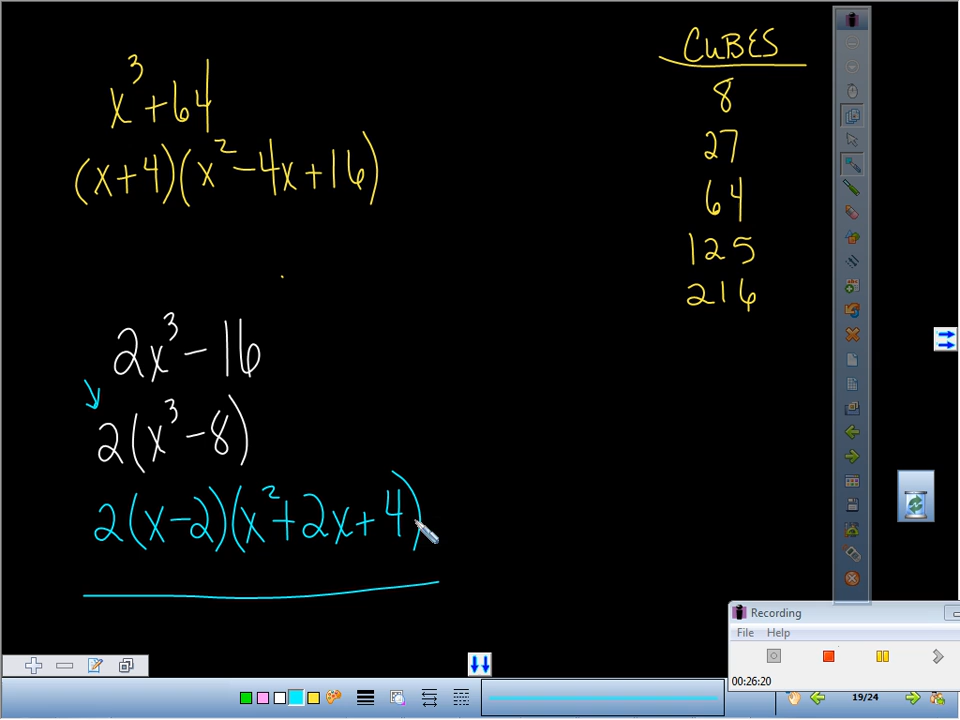 x³+64
(x+4)(x²-4x+16)
2x³-16
2(x³-8)
2(x-2)(x²+2x+4)
CUBES
8
27
64
125
216
Recording
File Help
00:26:20
19/24